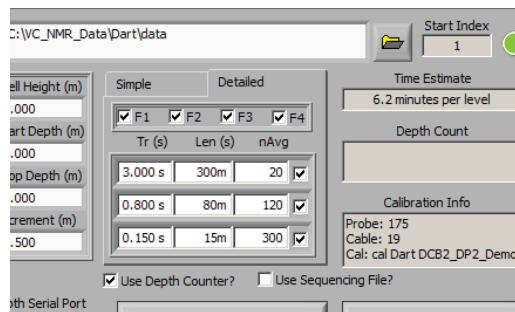 C:\VC_NMR_Data\Dart\data
Start Index
1
ell Height (m)
.000
art Depth (m)
.000
op Depth (m)
.000
crement (m)
.500
Simple
Detailed
F1 F2 F3 F4
Tr (s) Len (s) nAvg
3.000 s 300m 20
0.800 s 80m 120
0.150 s 15m 300
Time Estimate
6.2 minutes per level
Depth Count
Calibration Info
Probe: 175
Cable: 19
Cal: cal Dart DCB2_DP2_Demo
Use Depth Counter? Use Sequencing File?
pth Serial Port